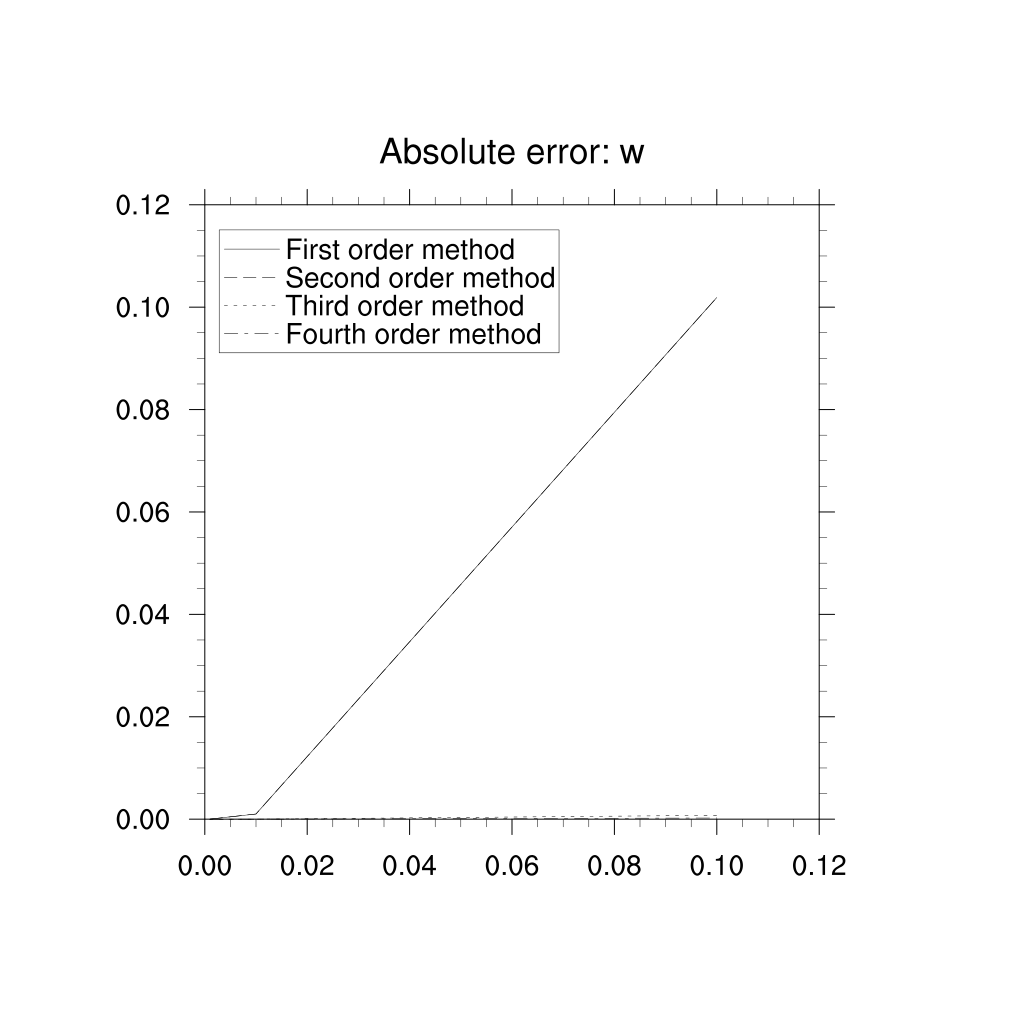 Absolute error: w
0.12
First order method
Second order method
Third order method
Fourth order method
0.10
0.08
0.06
0.04
0.02
0.00
0.00 0.02 0.04 0.06 0.08 0.10 0.12